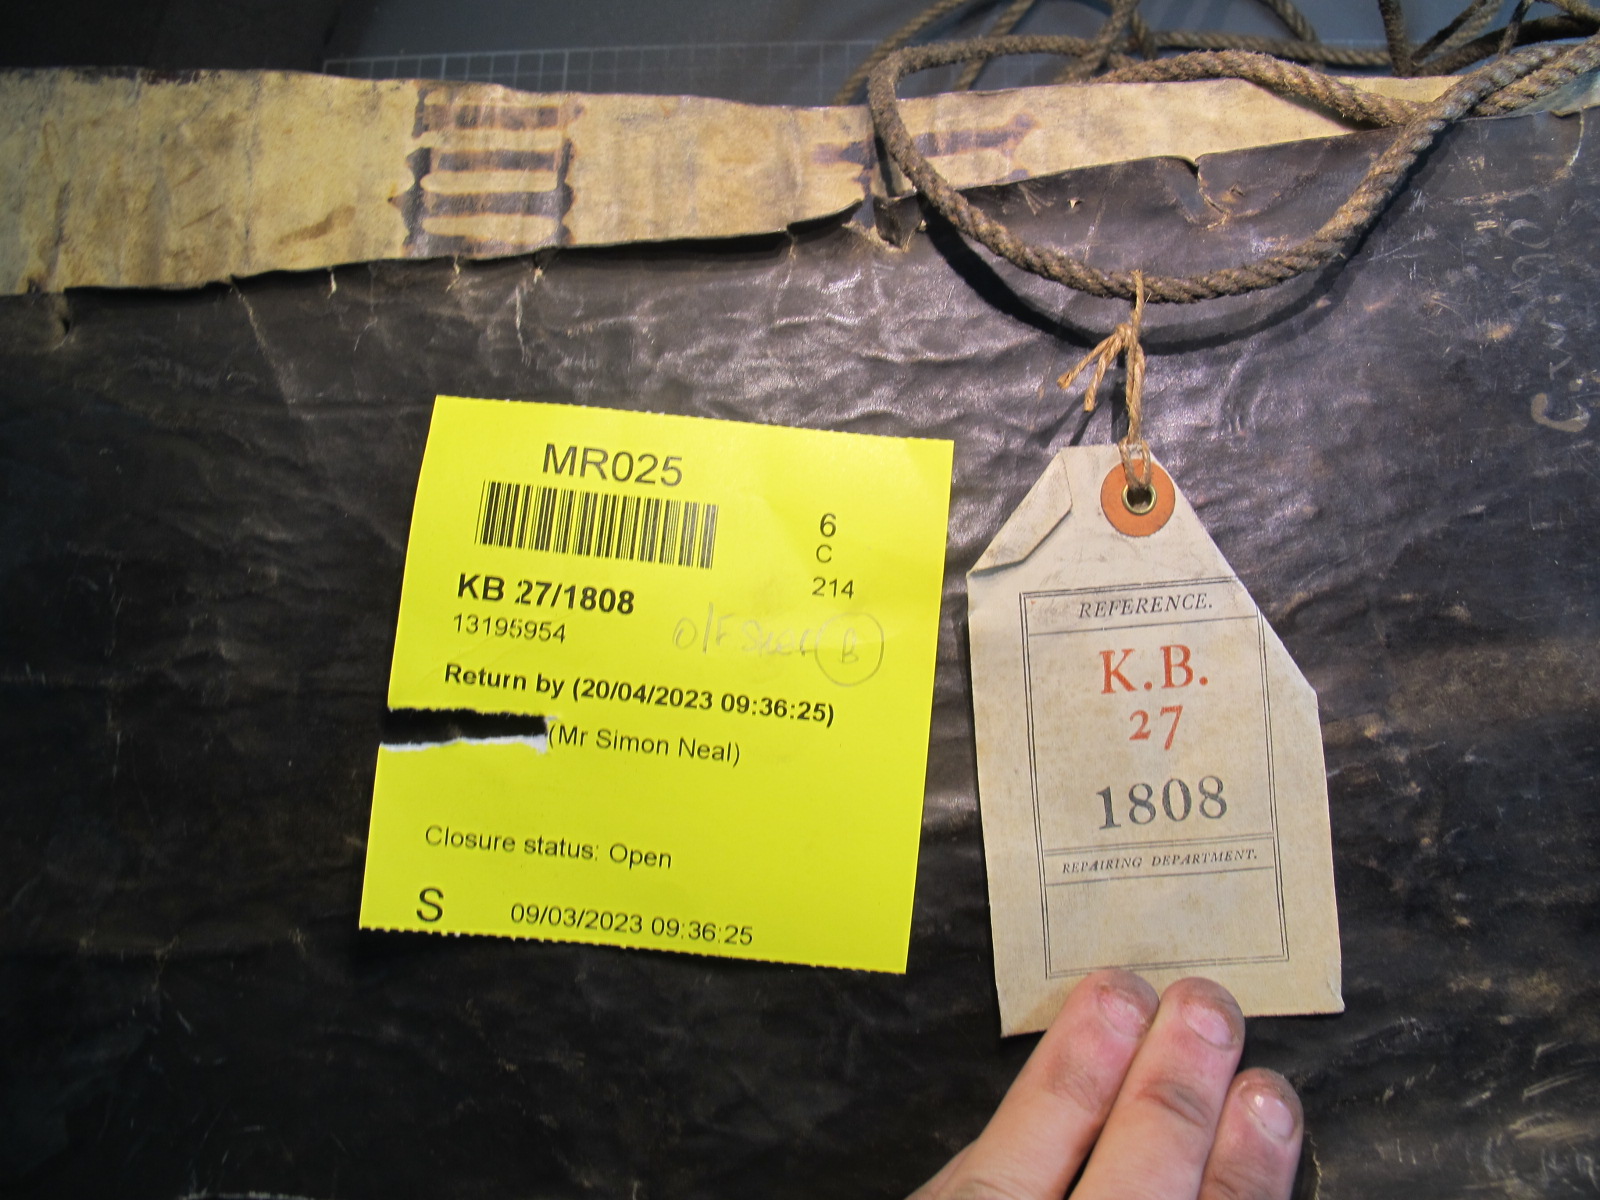 MR025
6
C
214
KB 27/1808
13195954
O/F Shelf B
Return by (20/04/2023 09:36:25)
(Mr Simon Neal)
Closure status: Open
S 09/03/2023 09:36:25
REFERENCE.
K.B.
27
1808
REPAIRING DEPARTMENT.